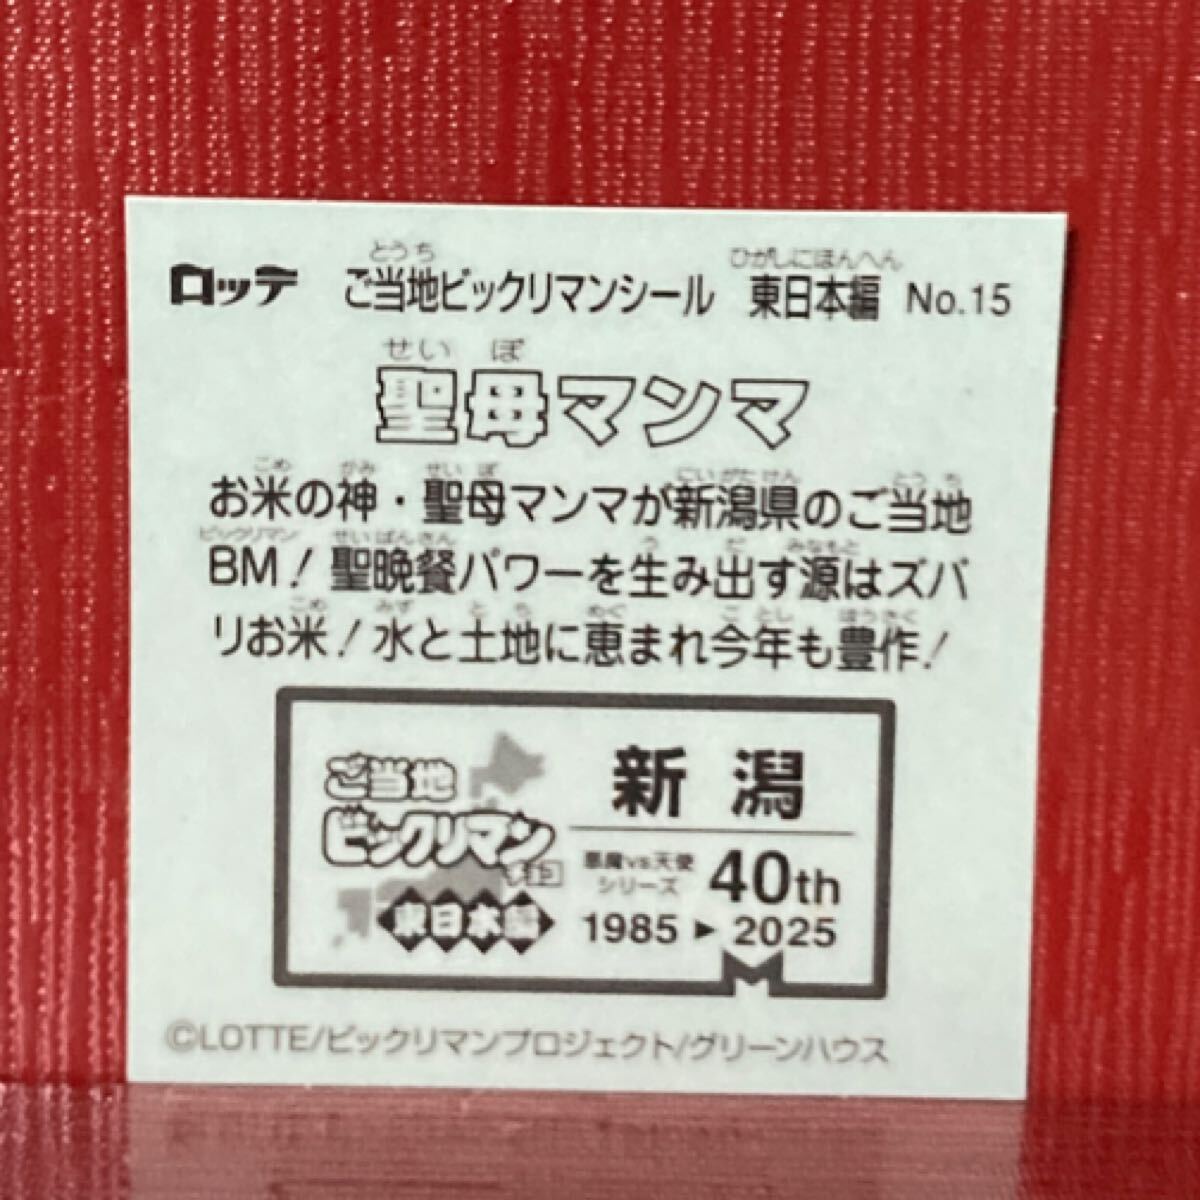 ロッテ ご当地ビックリマンシール 東日本編 No.15
聖母マンマ
お米の神・聖母マンマが新潟県のご当地
BM！聖晩餐パワーを生み出す源はズバ
リお米！水と土地に恵まれ今年も豊作！
ご当地
ビックリマン
チョコ
東日本編
新潟
悪魔vs天使
シリーズ 40th
1985▶2025
©LOTTE/ビックリマンプロジェクト/グリーンハウス